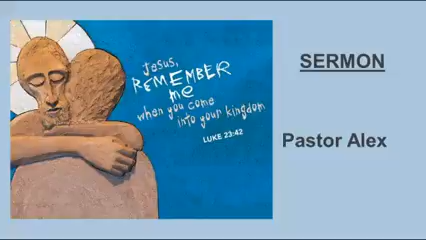 Jesus,
REMEMBER
me
when you come
into your kingdom
LUKE 23:42
SERMON
Pastor Alex